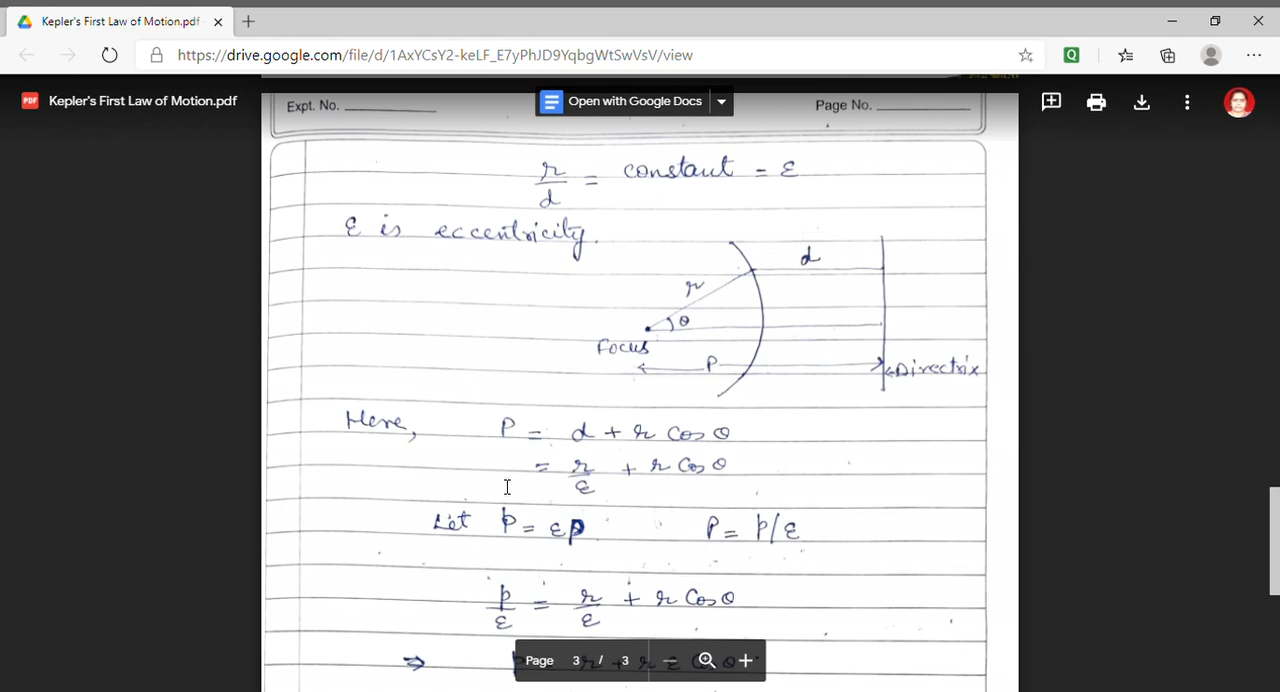 Kepler's First Law of Motion.pdf
https://drive.google.com/file/d/1AxYCsY2-keLF_E7yPhJD9YqbgWtSwVsV/view
PDF Kepler's First Law of Motion.pdf
Open with Google Docs
Expt. No. Page No.
r/d = constant = ε
ε is eccentricity.
d
r
θ
Focus
P
Directrix
Here, P = d + r Cos θ
= r/ε + r Cos θ
Let p = εP P = p/ε
p/ε = r/ε + r Cos θ
⇒
Page 3 / 3